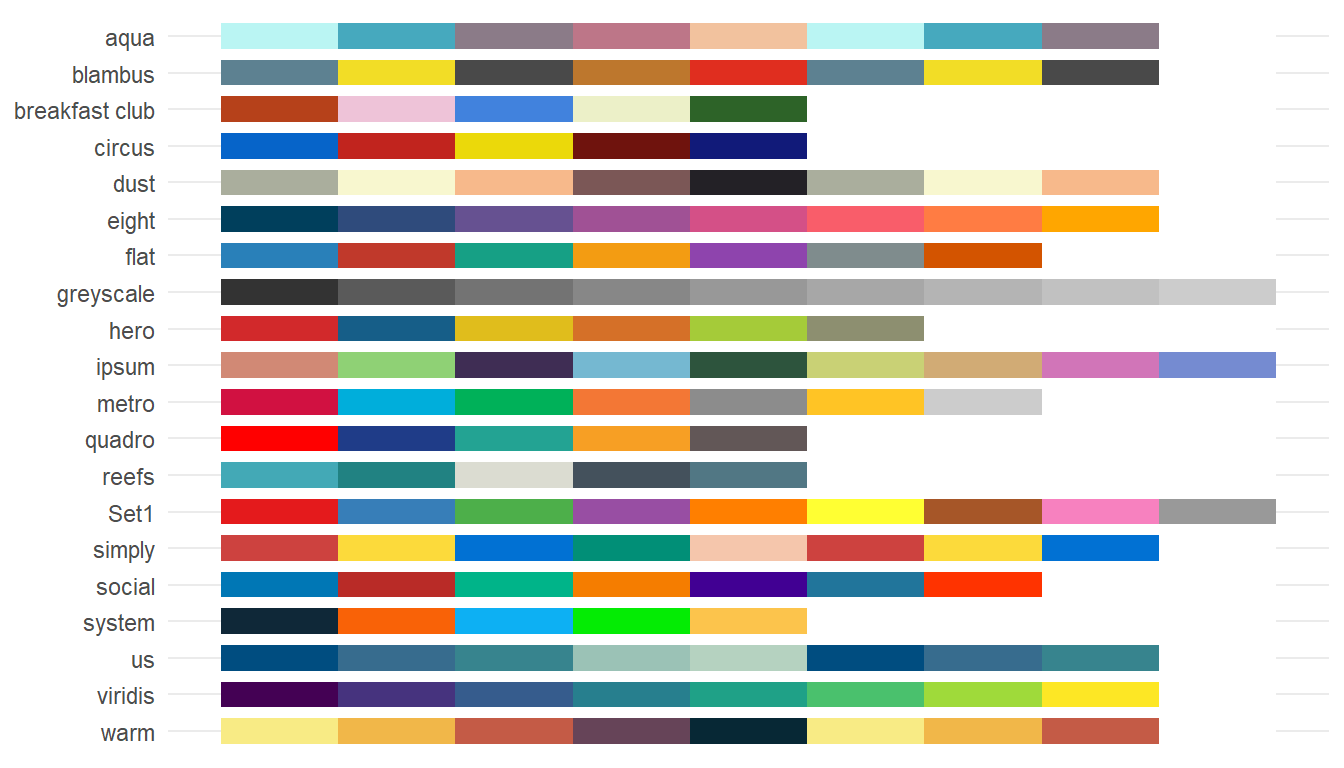 aqua
blambus
breakfast club
circus
dust
eight
flat
greyscale
hero
ipsum
metro
quadro
reefs
Set1
simply
social
system
us
viridis
warm